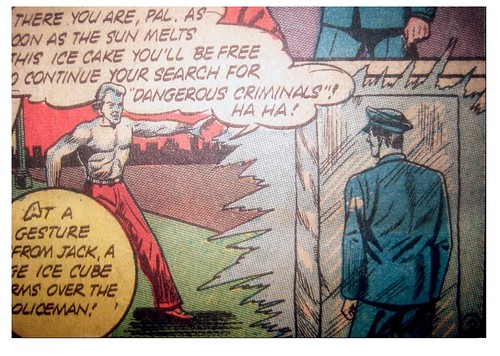 THERE YOU ARE, PAL. AS
OON AS THE SUN MELTS
THIS ICE CAKE YOU'LL BE FREE
O CONTINUE YOUR SEARCH FOR
"DANGEROUS CRIMINALS"!
HA HA!
AT A
GESTURE
FROM JACK, A
GE ICE CUBE
RMS OVER THE
OLICEMAN!